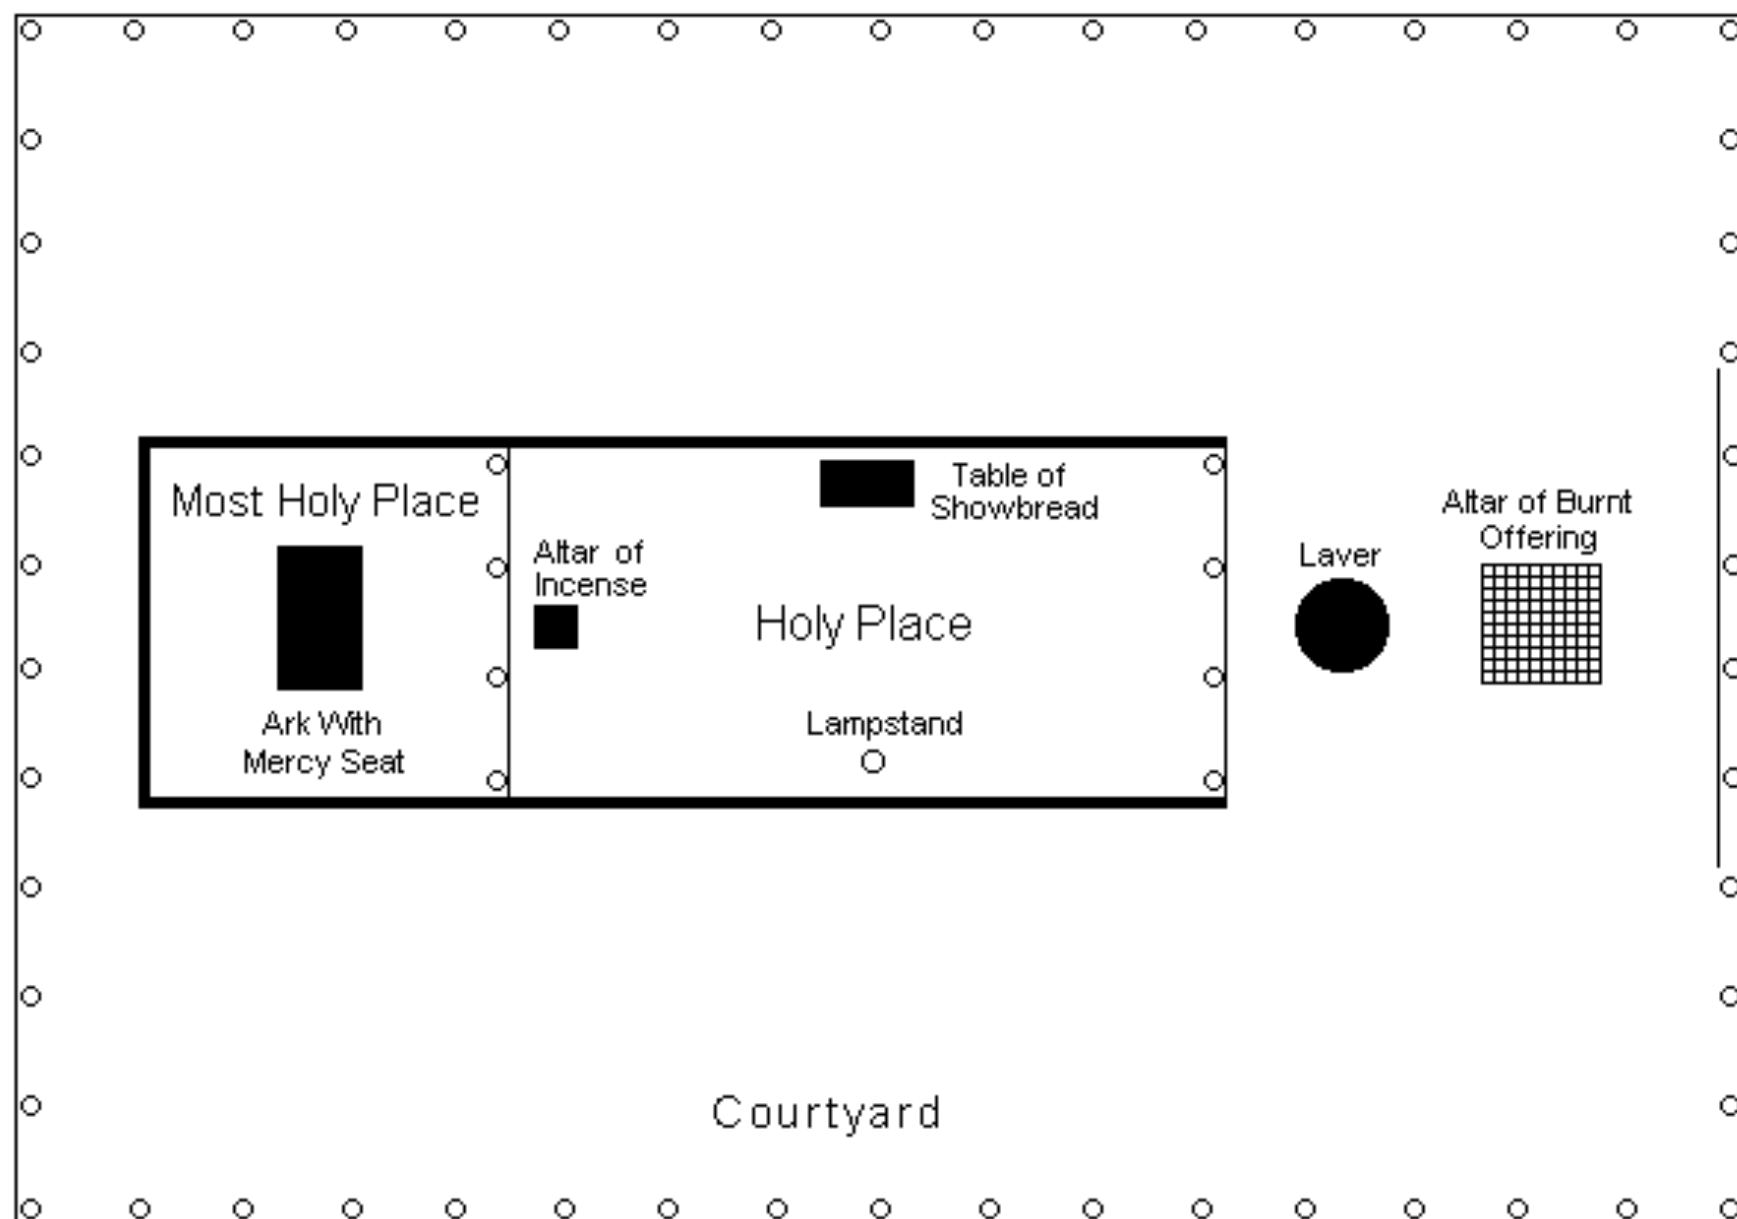 Most Holy Place
Ark With
Mercy Seat
Altar of
Incense
Table of
Showbread
Holy Place
Lampstand
Laver
Altar of Burnt
Offering
Courtyard